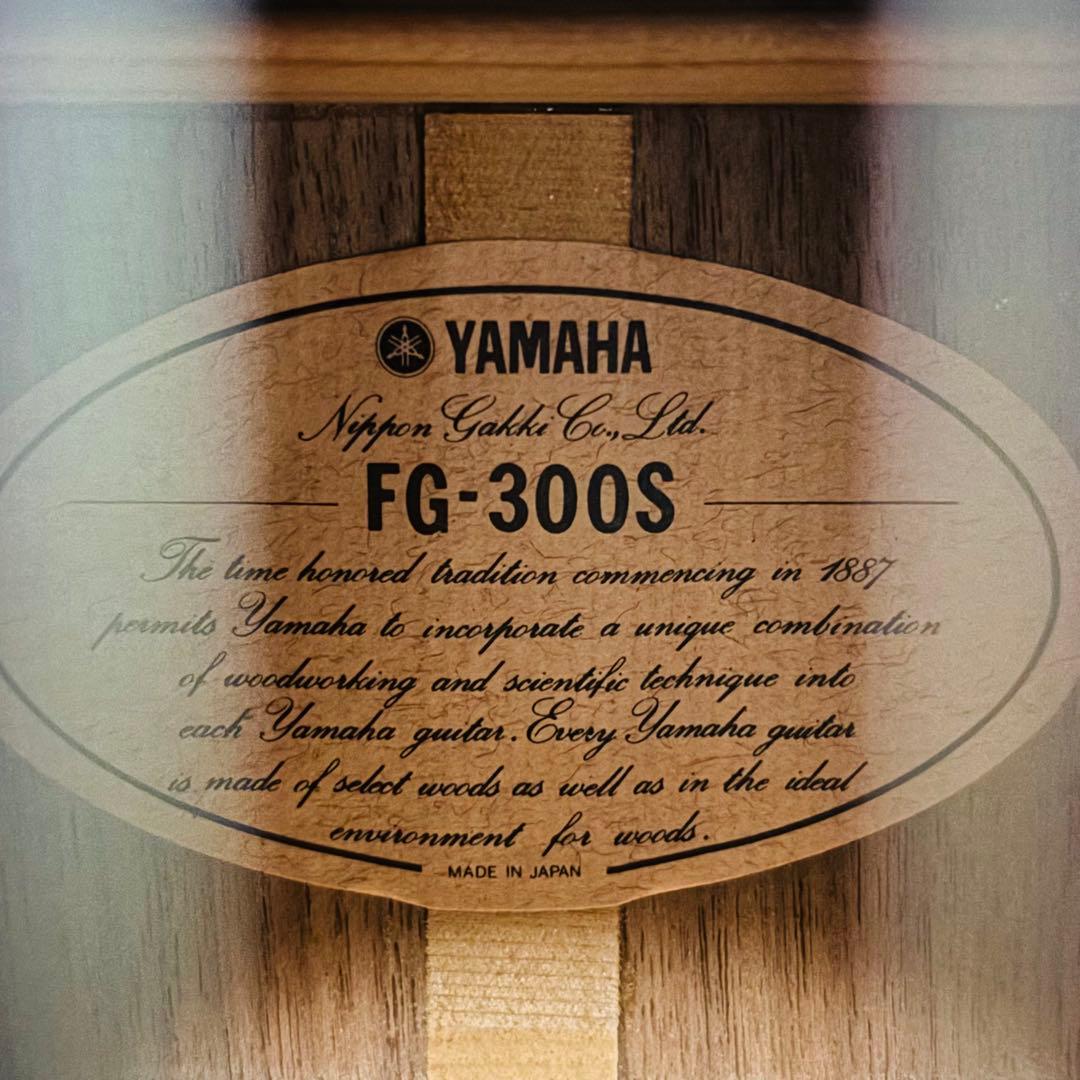 YAMAHA
Nippon Gakki Co., Ltd.
FG-300S
The time honored tradition commencing in 1887
permits Yamaha to incorporate a unique combination
of woodworking and scientific technique into
each Yamaha guitar. Every Yamaha guitar
is made of select woods as well as in the ideal
environment for woods.
MADE IN JAPAN